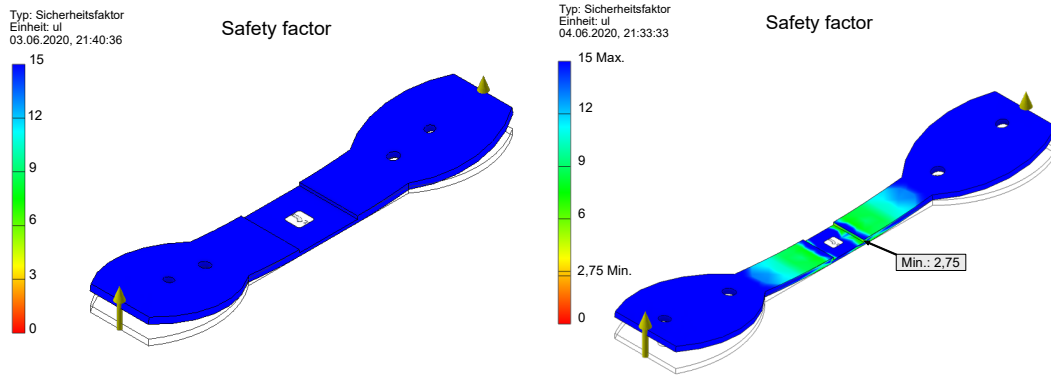 Typ: Sicherheitsfaktor
Einheit: ul
03.06.2020, 21:40:36
Safety factor
15
12
9
6
3
0
Typ: Sicherheitsfaktor
Einheit: ul
04.06.2020, 21:33:33
Safety factor
15 Max.
12
9
6
2,75 Min.
0
Min.: 2,75